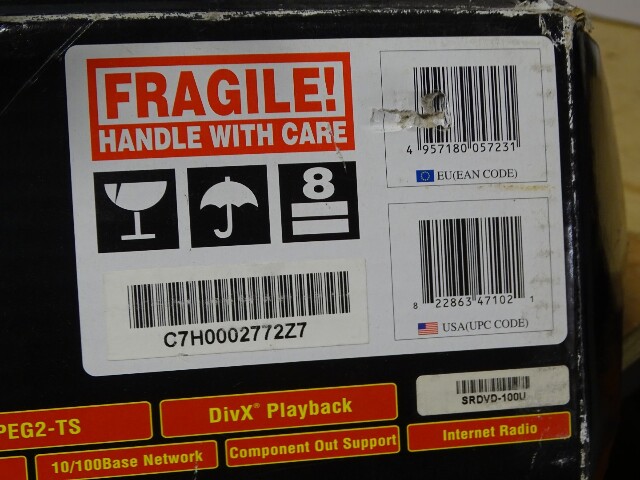 FRAGILE!
HANDLE WITH CARE
8
4 957180 057231
EU(EAN CODE)
8 22863 47102 1
USA(UPC CODE)
C7H0002772Z7
SRDVD-100U
PEG2-TS
DivX® Playback
10/100Base Network
Component Out Support
Internet Radio